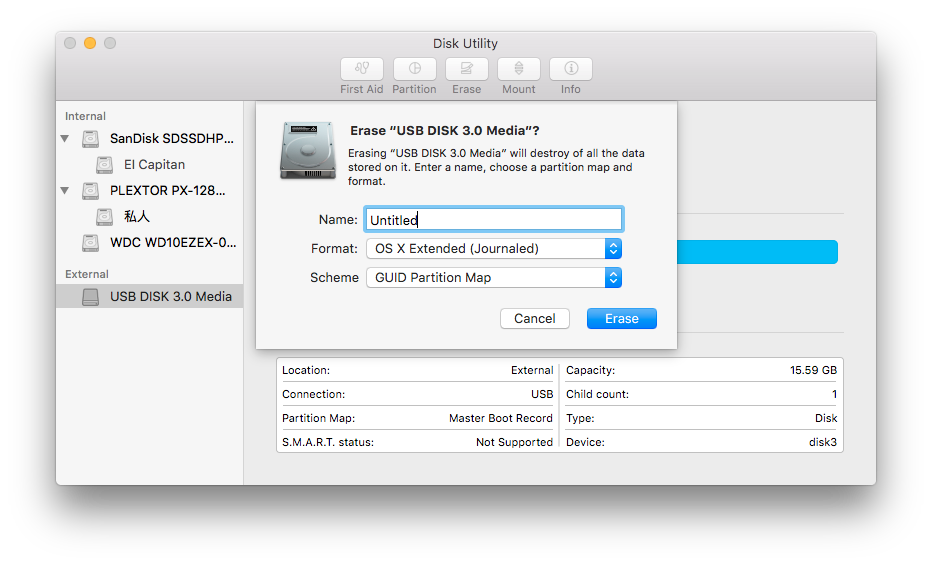 Disk Utility
First Aid
Partition
Erase
Mount
Info
Internal
SanDisk SDSSDHP...
El Capitan
PLEXTOR PX-128...
私人
WDC WD10EZEX-0...
External
USB DISK 3.0 Media
Erase “USB DISK 3.0 Media”?
Erasing “USB DISK 3.0 Media” will destroy of all the data
stored on it. Enter a name, choose a partition map and
format.
Name: Untitled
Format: OS X Extended (Journaled)
Scheme GUID Partition Map
Cancel
Erase
Location: External
Capacity: 15.59 GB
Connection: USB
Child count: 1
Partition Map: Master Boot Record
Type: Disk
S.M.A.R.T. status: Not Supported
Device: disk3